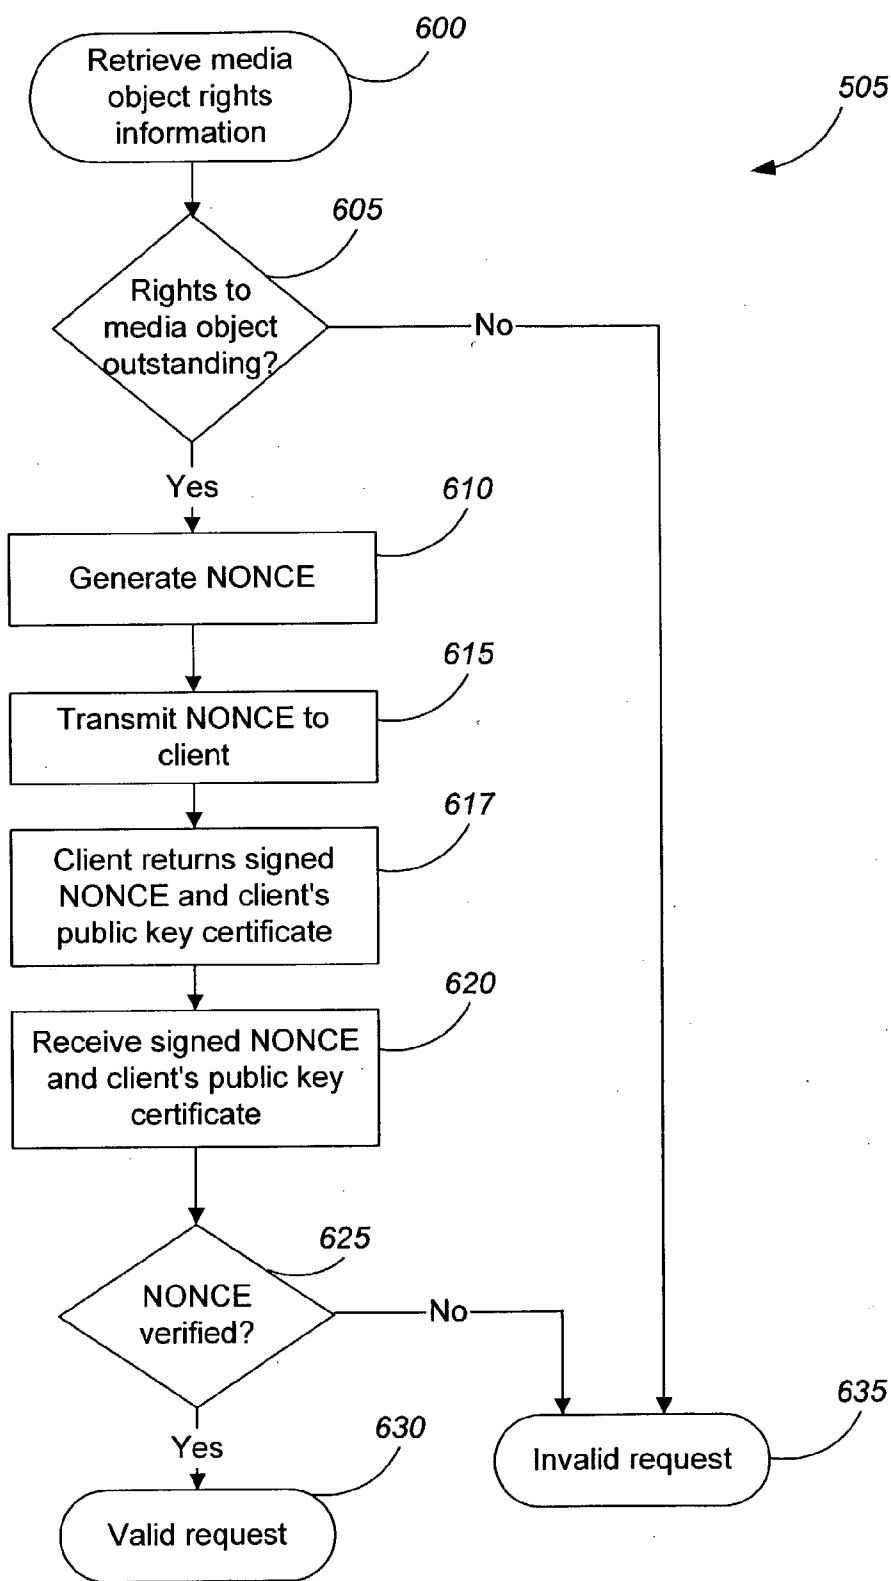 600
Retrieve media
object rights
information
505
605
Rights to
media object
outstanding?
No
Yes
610
Generate NONCE
615
Transmit NONCE to
client
617
Client returns signed
NONCE and client's
public key certificate
620
Receive signed NONCE
and client's public key
certificate
625
NONCE
verified?
No
Yes
630
Valid request
635
Invalid request